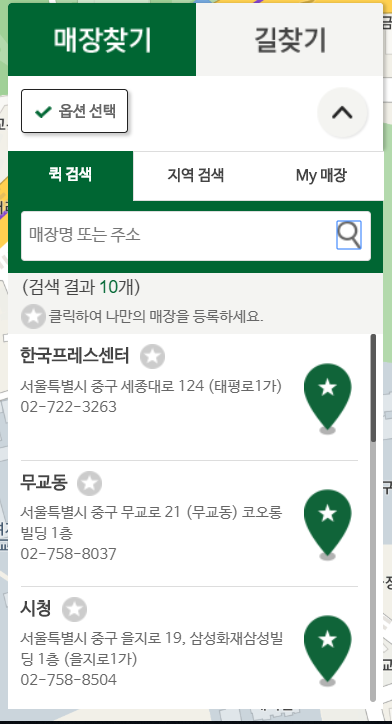 매장찾기
길찾기
옵션 선택
퀵 검색
지역 검색
My 매장
매장명 또는 주소
(검색 결과 10개)
클릭하여 나만의 매장을 등록하세요.
한국프레스센터
서울특별시 중구 세종대로 124 (태평로1가)
02-722-3263
무교동
서울특별시 중구 무교로 21 (무교동) 코오롱
빌딩 1층
02-758-8037
시청
서울특별시 중구 을지로 19, 삼성화재삼성빌
딩 1층 (을지로1가)
02-758-8504